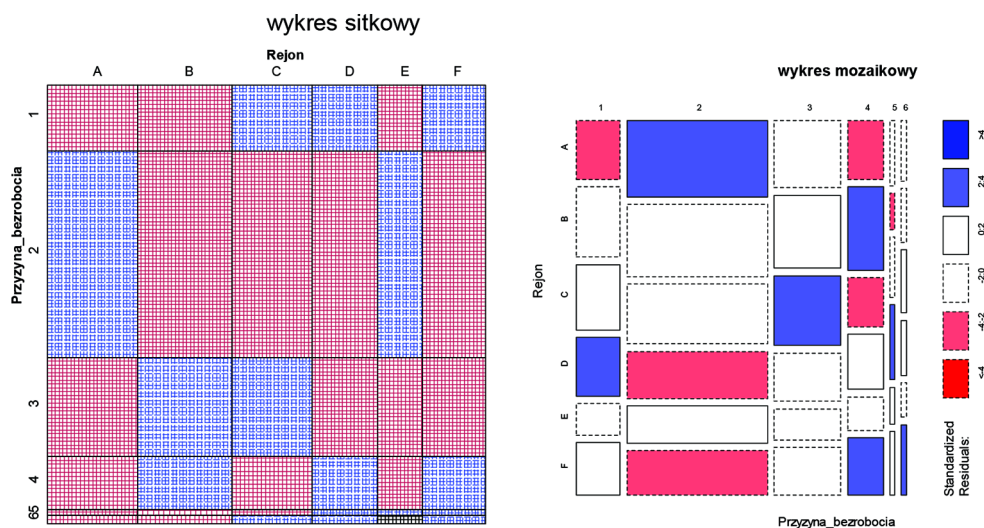 wykres sitkowy
Rejon
A B C D E F
Przyzyna_bezrobocia
1
2
3
4
65
wykres mozaikowy
1 2 3 4 5 6
Rejon
A
B
C
D
E
F
Przyzyna_bezrobocia
>4
2:4
0:2
-2:0
-4:-2
<-4
Standardized
Residuals: